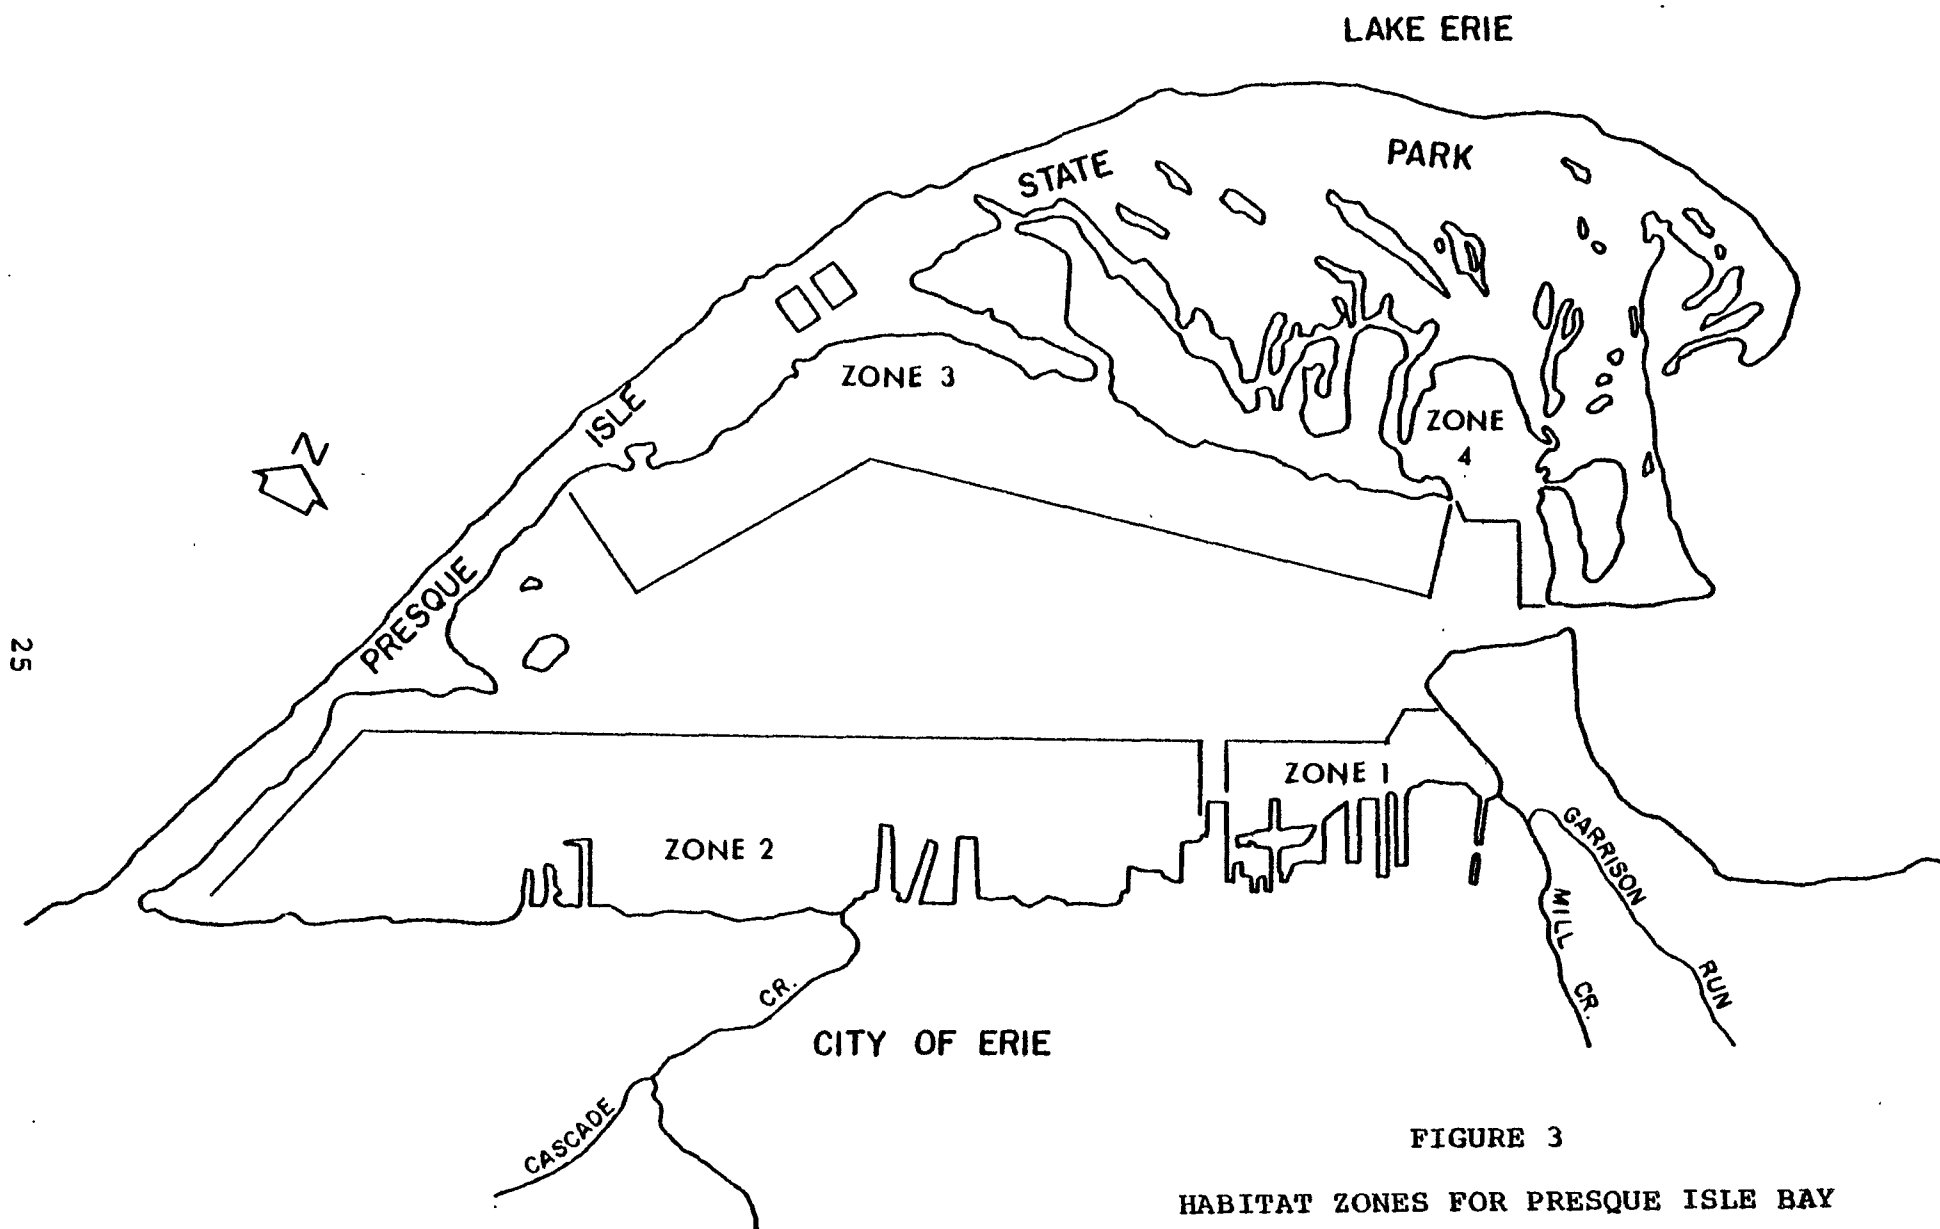 LAKE ERIE
PARK
STATE
ISLE
PRESQUE
ZONE 3
ZONE
4
N
25
ZONE 1
ZONE 2
GARRISON
RUN
MILL
CR.
CR.
CASCADE
CITY OF ERIE
FIGURE 3
HABITAT ZONES FOR PRESQUE ISLE BAY